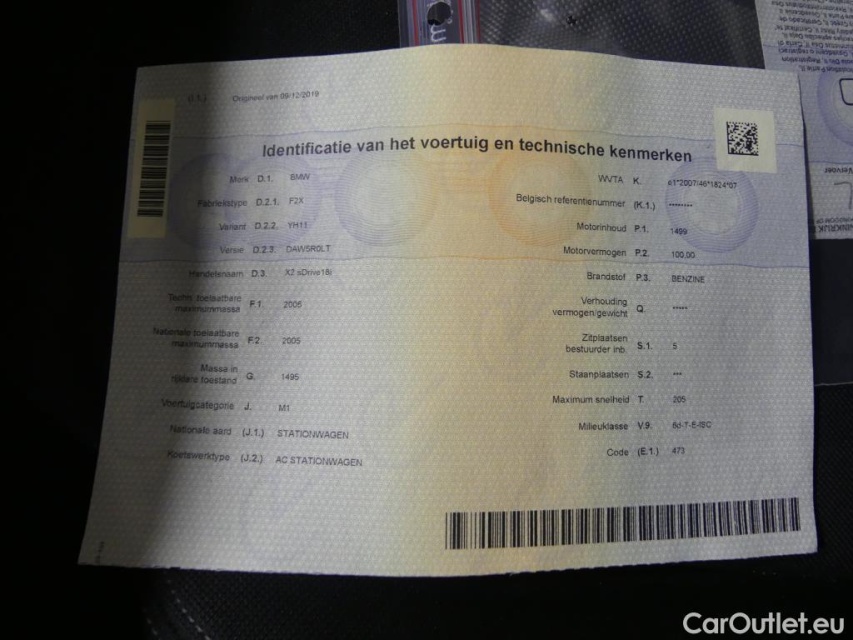 Origineel van 09/12/2019
Identificatie van het voertuig en technische kenmerken
Merk D.1. BMW
Fabriekstype D.2.1. F2X
Variant D.2.2. YH11
Versie D.2.3. DAW5R0LT
Handelsnaam D.3. X2 sDrive18i
Techn. toelaatbare
maximummassa F.1. 2005
Nationale toelaatbare
maximummassa F.2. 2005
Massa in
rijklare toestand G. 1495
Voertuigcategorie J. M1
Nationale aard (J.1.) STATIONWAGEN
Koetswerktype (J.2.) AC STATIONWAGEN
WVTA K. e1*2007/46*1824*07
Belgisch referentienummer (K.1.) --------
Motorinhoud P.1. 1499
Motorvermogen P.2. 100,00
Brandstof P.3. BENZINE
Verhouding
vermogen/gewicht Q. -----
Zitplaatsen
bestuurder inb. S.1. 5
Staanplaatsen S.2. ---
Maximum snelheid T. 205
Milieuklasse V.9. 6d-T-E-ISC
Code (E.1.) 473
CarOutlet.eu